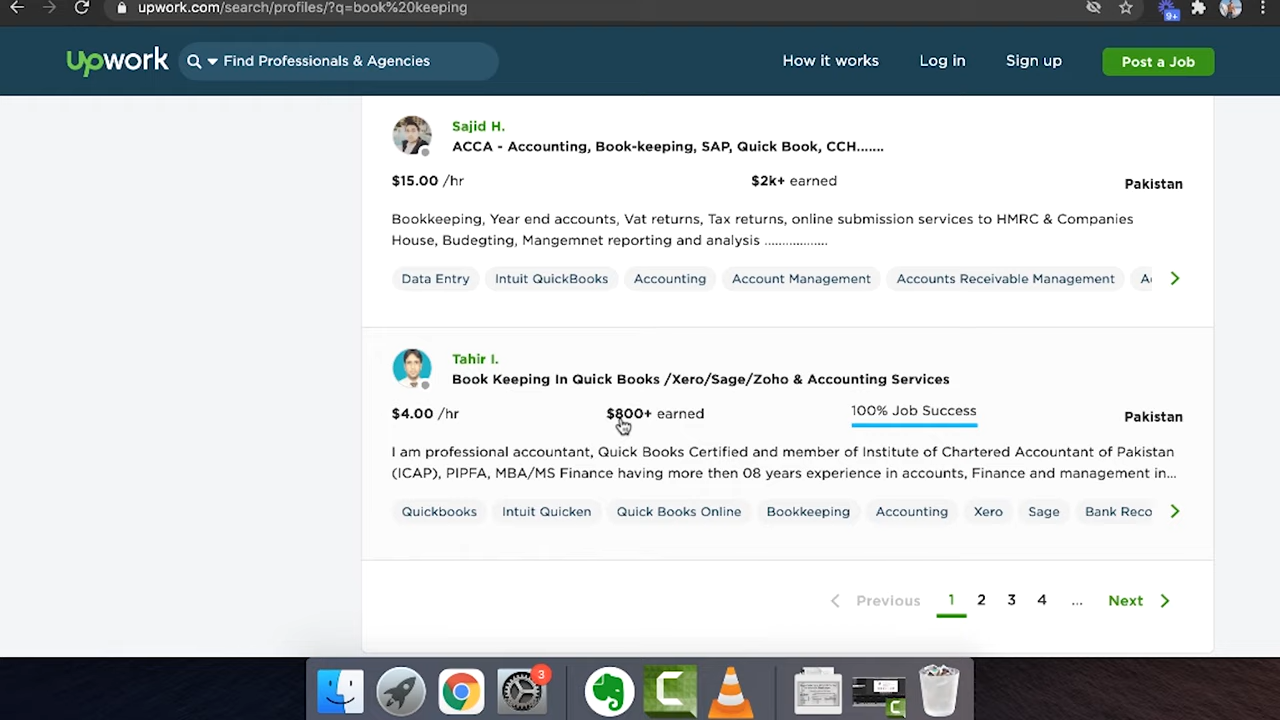 upwork.com/search/profiles/?q=book%20keeping
9+
upwork
Find Professionals & Agencies
How it works
Log in
Sign up
Post a Job
Sajid H.
ACCA - Accounting, Book-keeping, SAP, Quick Book, CCH.......
$15.00 /hr
$2k+ earned
Pakistan
Bookkeeping, Year end accounts, Vat returns, Tax returns, online submission services to HMRC & Companies
House, Budegting, Mangemnet reporting and analysis .................
Data Entry Intuit QuickBooks Accounting Account Management Accounts Receivable Management
Tahir I.
Book Keeping In Quick Books /Xero/Sage/Zoho & Accounting Services
$4.00 /hr
$800+ earned
100% Job Success
Pakistan
I am professional accountant, Quick Books Certified and member of Institute of Chartered Accountant of Pakistan
(ICAP), PIPFA, MBA/MS Finance having more then 08 years experience in accounts, Finance and management in...
Quickbooks Intuit Quicken Quick Books Online Bookkeeping Accounting Xero Sage Bank Reco
Previous 1 2 3 4 ... Next
3